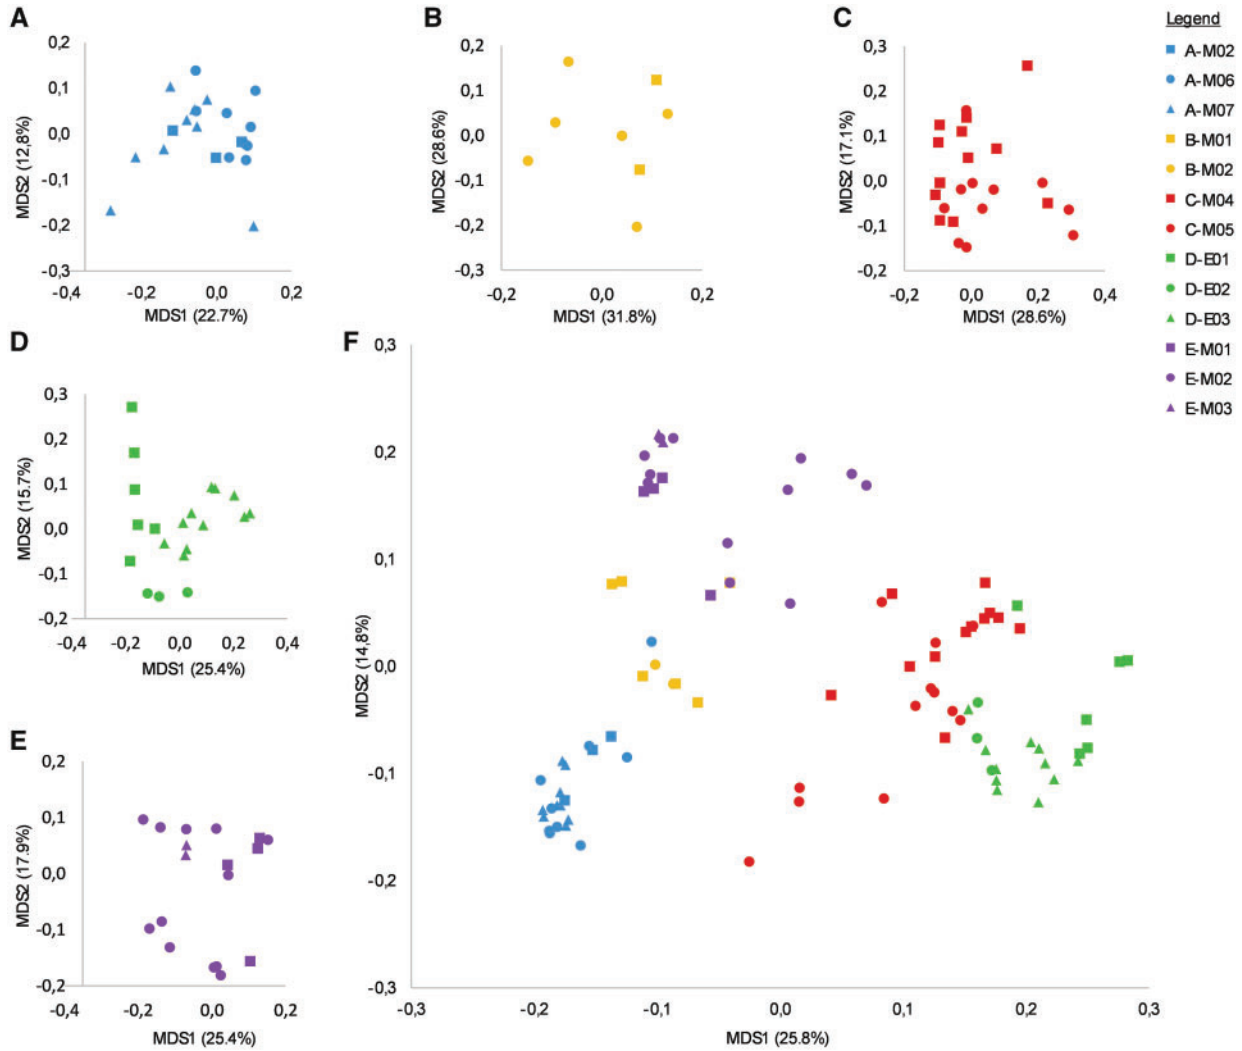 A
0,2
0,1
0,0
-0,1
-0,2
-0,3
MDS2 (12,8%)
-0,4 -0,2 0,0 0,2
MDS1 (22.7%)
B
0,2
0,1
0,0
-0,1
-0,2
-0,3
MDS2 (28.6%)
0,0 0,2
MDS1 (31.8%)
C
0,3
0,2
0,1
0,0
-0,1
-0,2
MDS2 (17.1%)
-0,2 0,0 0,2 0,4
MDS1 (28.6%)
Legend
A-M02
A-M06
A-M07
B-M01
B-M02
C-M04
C-M05
D-E01
D-E02
D-E03
E-M01
E-M02
E-M03
D
0,3
0,2
0,1
0,0
-0,1
-0,2
MDS2 (15.7%)
-0,4 -0,2 0,0 0,2 0,4
MDS1 (25.4%)
E
0,2
0,1
0,0
-0,1
-0,2
MDS2 (17.9%)
-0,4 -0,2 0,0 0,2
MDS1 (25.4%)
F
0,3
0,2
0,1
0,0
-0,1
-0,2
-0,3
MDS2 (14,8%)
-0,3 -0,2 -0,1 0,0 0,1 0,2 0,3
MDS1 (25.8%)